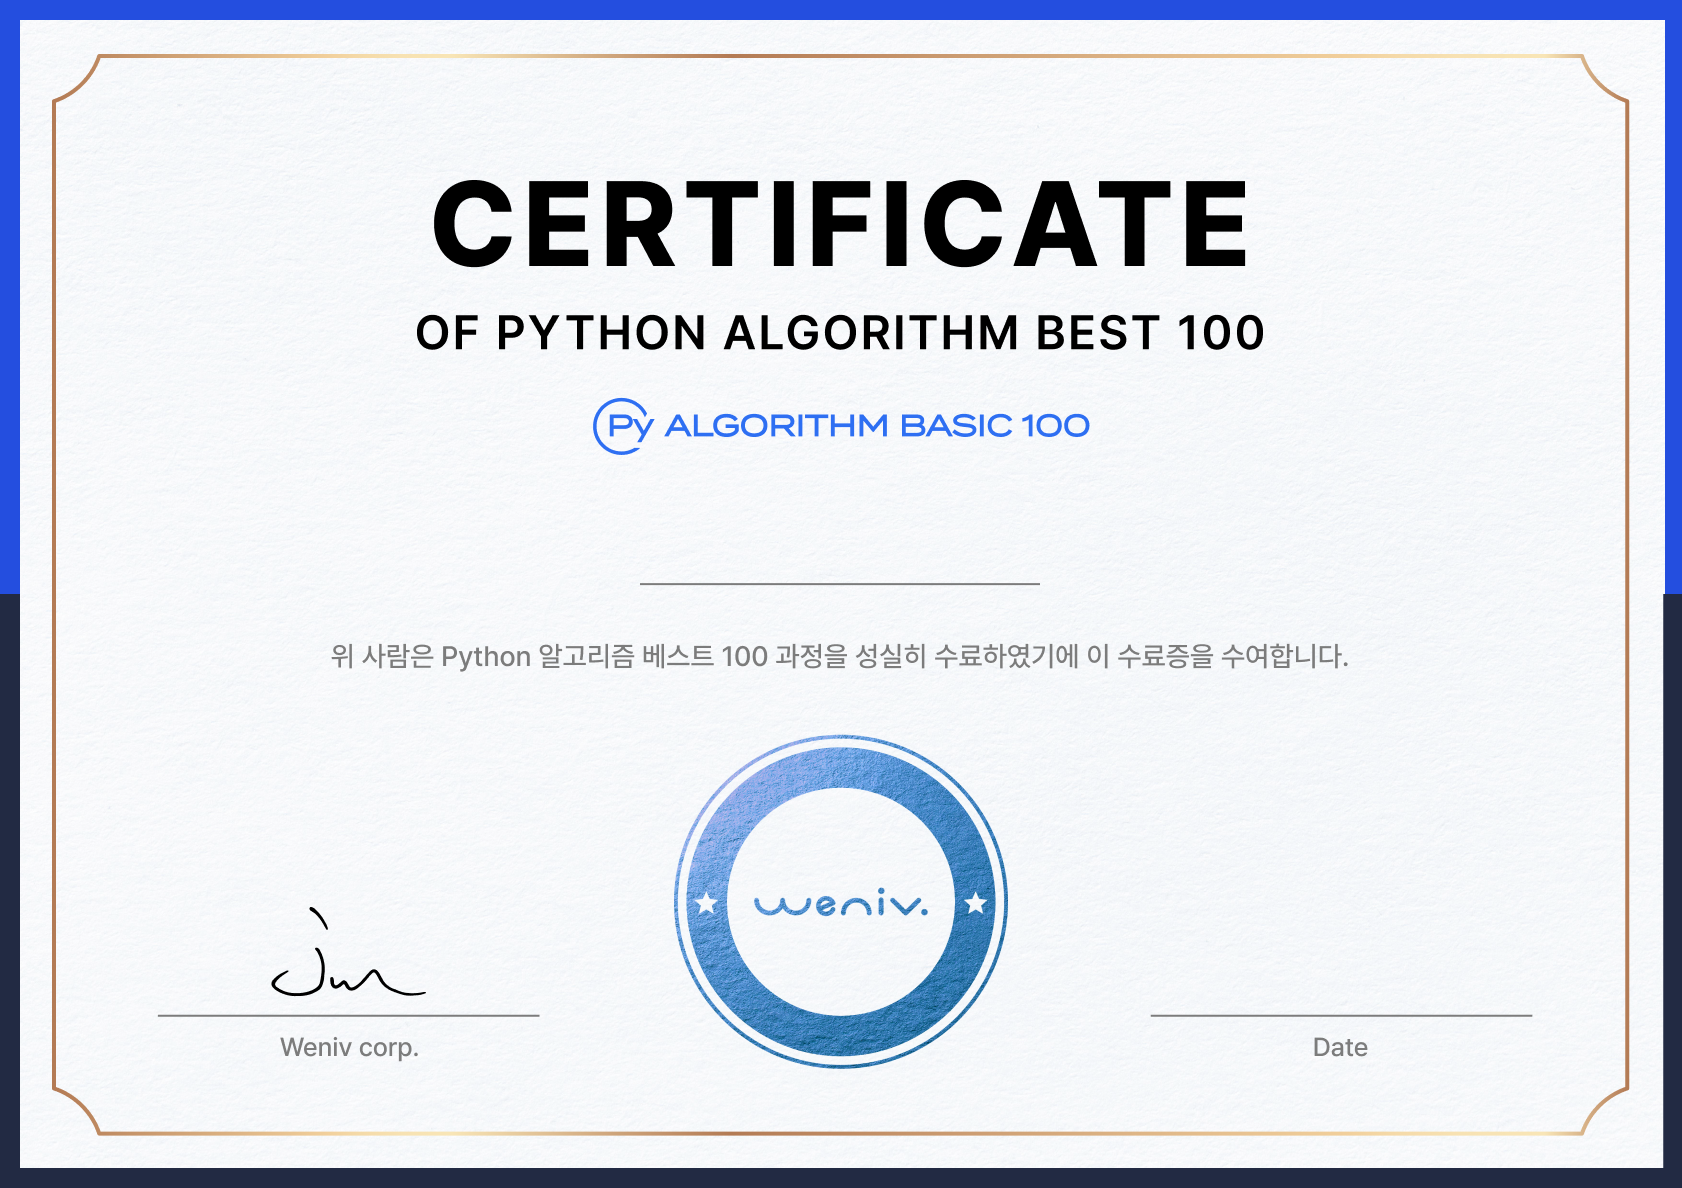 CERTIFICATE
OF PYTHON ALGORITHM BEST 100
Py ALGORITHM BASIC 100
위 사람은 Python 알고리즘 베스트 100 과정을 성실히 수료하였기에 이 수료증을 수여합니다.
weniv.
Weniv corp.
Date